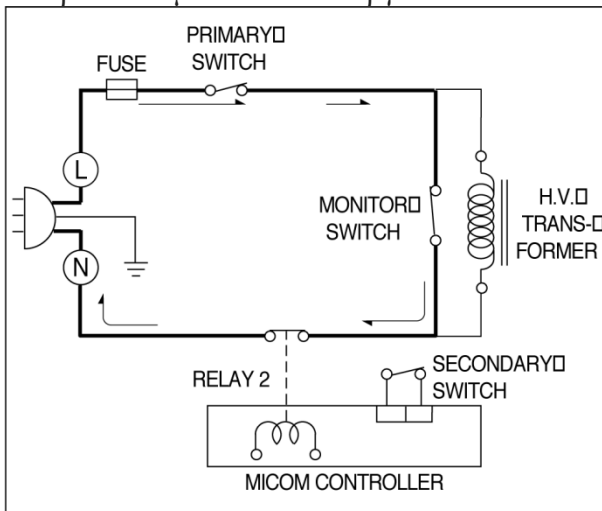 PRIMARY□
SWITCH
FUSE
L
MONITOR□
SWITCH
H.V.□
TRANS-□
FORMER
N
RELAY 2
SECONDARY□
SWITCH
MICOM CONTROLLER